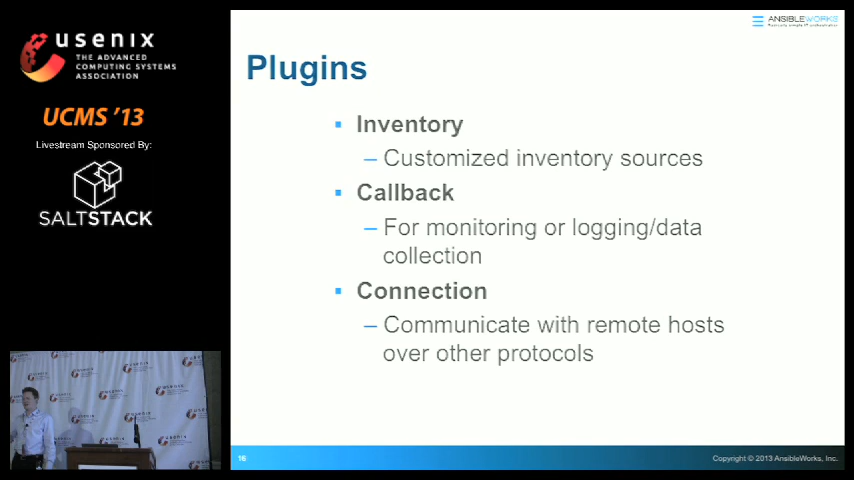 usenix
THE ADVANCED
COMPUTING SYSTEMS
ASSOCIATION
UCMS '13
Livestream Sponsored By:
SALTSTACK
ANSIBLEWORKS
Plugins
▪ Inventory
– Customized inventory sources
▪ Callback
– For monitoring or logging/data
collection
▪ Connection
– Communicate with remote hosts
over other protocols
16
Copyright © 2013 AnsibleWorks, Inc.